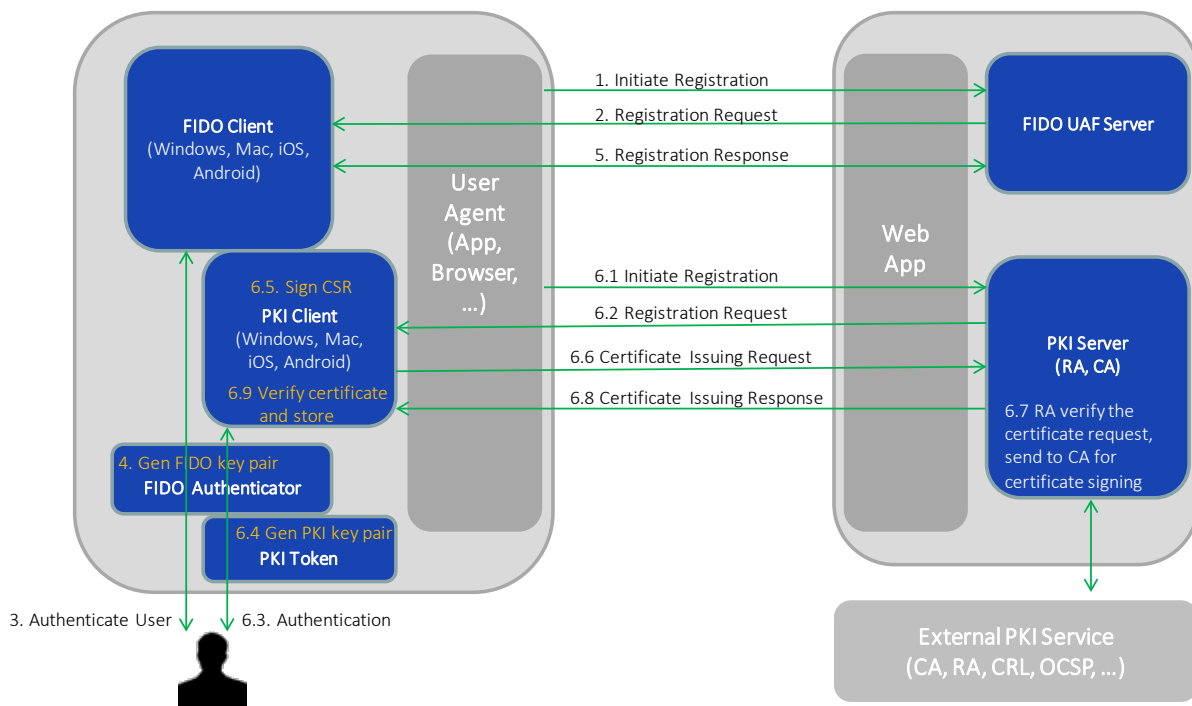 1. Initiate Registration
2. Registration Request
5. Registration Response
FIDO Client
(Windows, Mac, iOS,
Android)
FIDO UAF Server
User
Agent
(App,
Browser,
...)
Web
App
6.1 Initiate Registration
6.2 Registration Request
6.6 Certificate Issuing Request
6.8 Certificate Issuing Response
6.5. Sign CSR
PKI Client
(Windows, Mac,
iOS, Android)
6.9 Verify certificate
and store
PKI Server
(RA, CA)
6.7 RA verify the
certificate request,
send to CA for
certificate signing
4. Gen FIDO key pair
FIDO Authenticator
6.4 Gen PKI key pair
PKI Token
3. Authenticate User
6.3. Authentication
External PKI Service
(CA, RA, CRL, OCSP, ...)